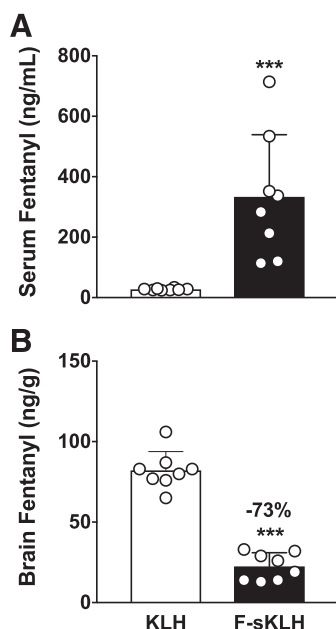 A
Serum Fentanyl (ng/mL)
800
600
400
200
0
***
B
Brain Fentanyl (ng/g)
150
100
50
0
-73%
***
KLH F-sKLH